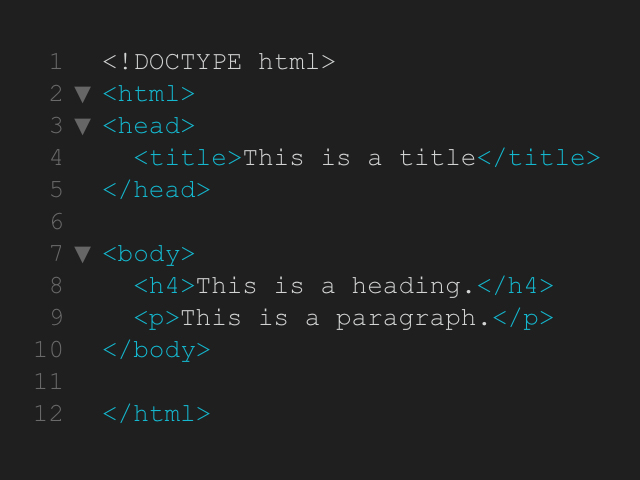 1 <!DOCTYPE html>
2 ▼ <html>
3 ▼ <head>
4 <title>This is a title</title>
5 </head>
6
7 ▼ <body>
8 <h4>This is a heading.</h4>
9 <p>This is a paragraph.</p>
10 </body>
11
12 </html>